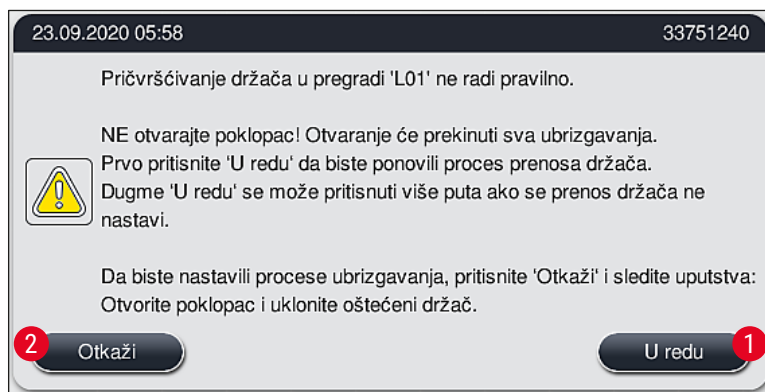 23.09.2020 05:58 33751240
Pričvršćivanje držača u pregradi 'L01' ne radi pravilno.
NE otvarajte poklopac! Otvaranje će prekinuti sva ubrizgavanja.
Prvo pritisnite 'U redu' da biste ponovili proces prenosa držača.
Dugme 'U redu' se može pritisnuti više puta ako se prenos držača ne
nastavi.
Da biste nastavili procese ubrizgavanja, pritisnite 'Otkaži' i sledite uputstva:
Otvorite poklopac i uklonite oštećeni držač.
2 Otkaži U redu 1